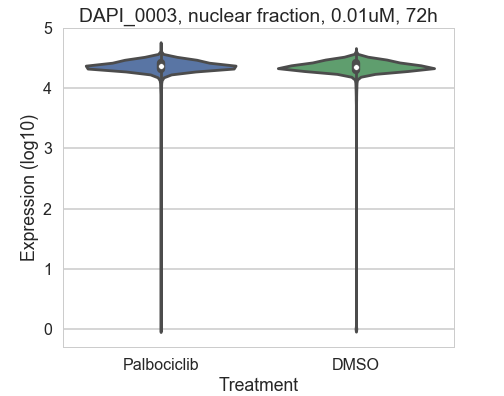 DAPI_0003, nuclear fraction, 0.01uM, 72h
5
4
3
2
1
0
Expression (log10)
Palbociclib DMSO
Treatment